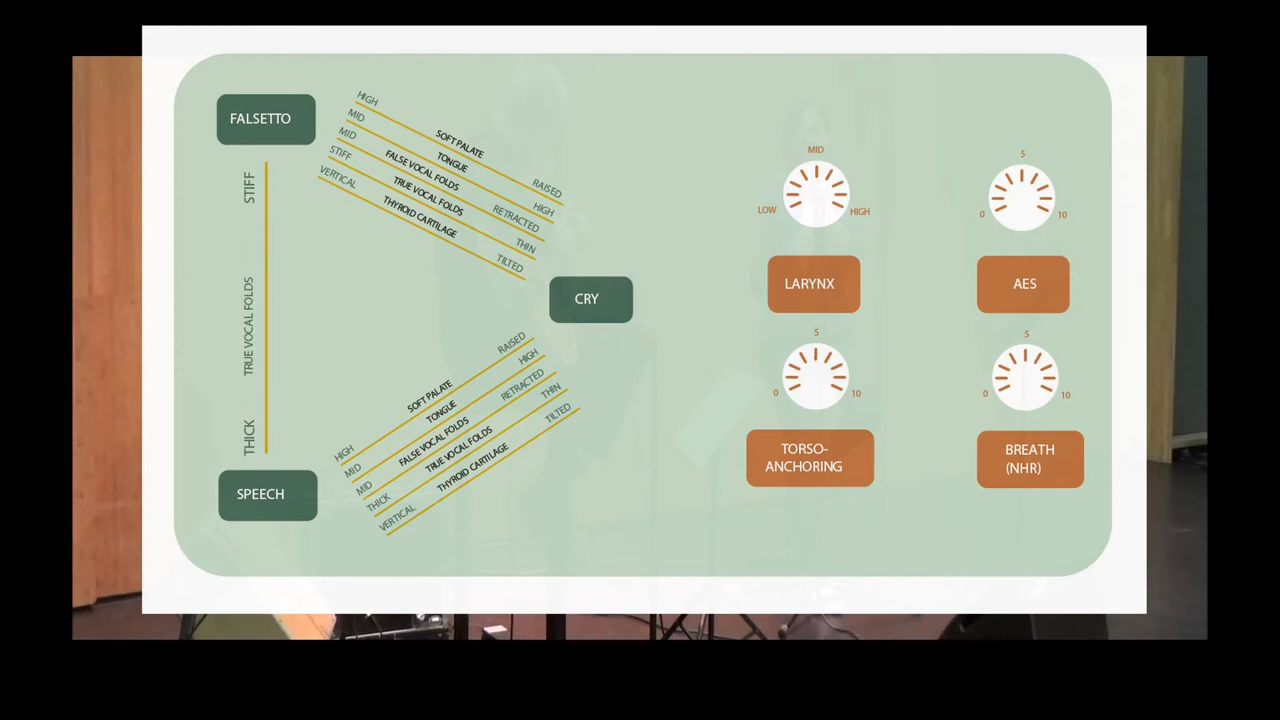 FALSETTO
STIFF
TRUE VOCAL FOLDS
THICK
SPEECH
HIGH SOFT PALATE RAISED
MID TONGUE HIGH
MID FALSE VOCAL FOLDS RETRACTED
STIFF TRUE VOCAL FOLDS THIN
VERTICAL THYROID CARTILAGE TILTED
CRY
HIGH SOFT PALATE RAISED
MID TONGUE HIGH
MID FALSE VOCAL FOLDS RETRACTED
THICK TRUE VOCAL FOLDS THIN
VERTICAL THYROID CARTILAGE TILTED
MID
LOW HIGH
LARYNX
5
0 10
AES
5
0 10
TORSO-
ANCHORING
5
0 10
BREATH
(NHR)